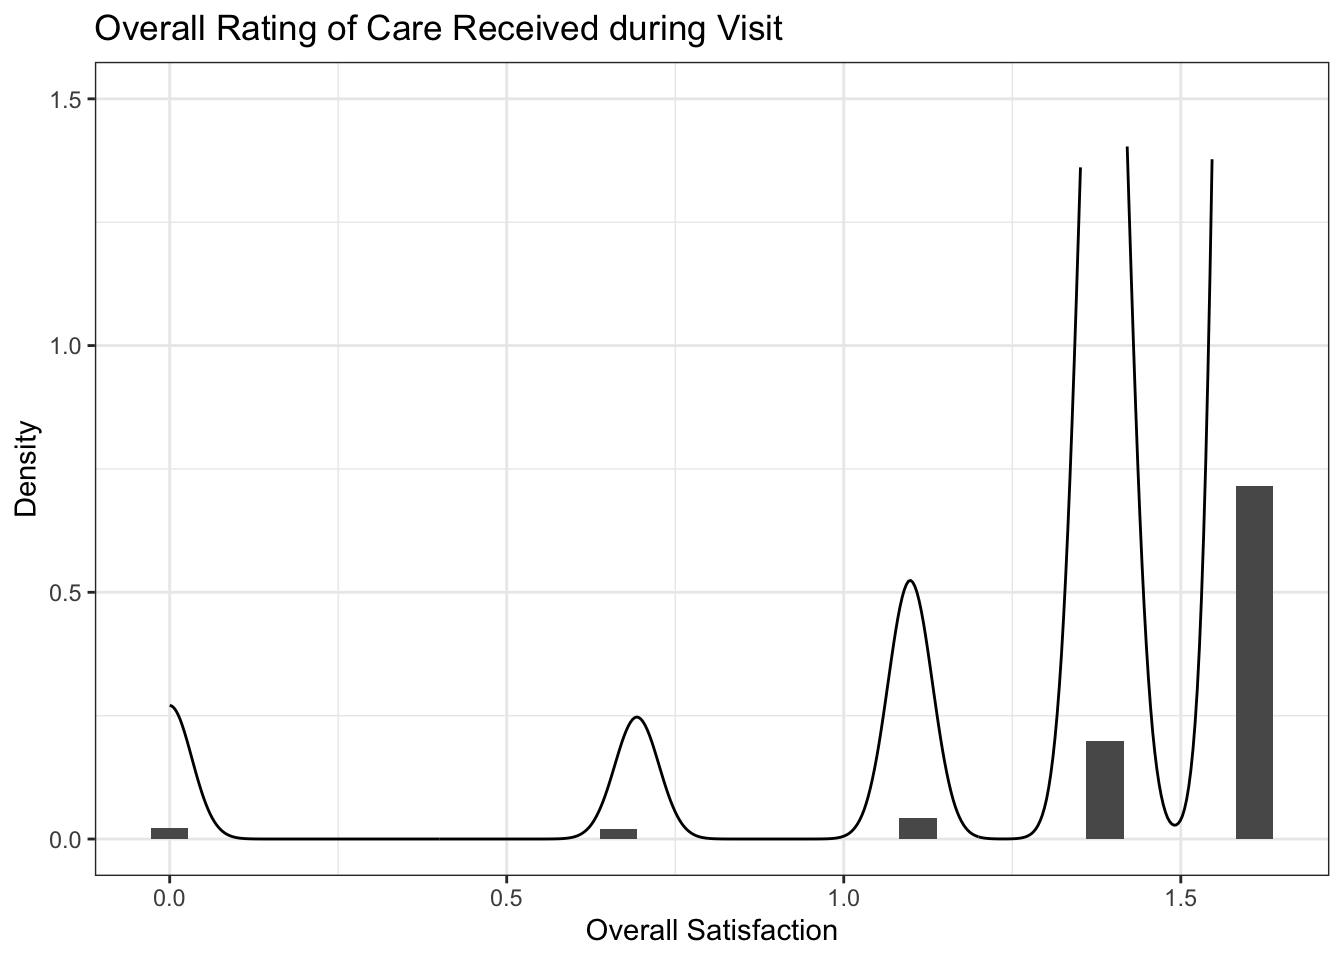 Overall Rating of Care Received during Visit
1.5
1.0
0.5
0.0
Density
0.0 0.5 1.0 1.5
Overall Satisfaction